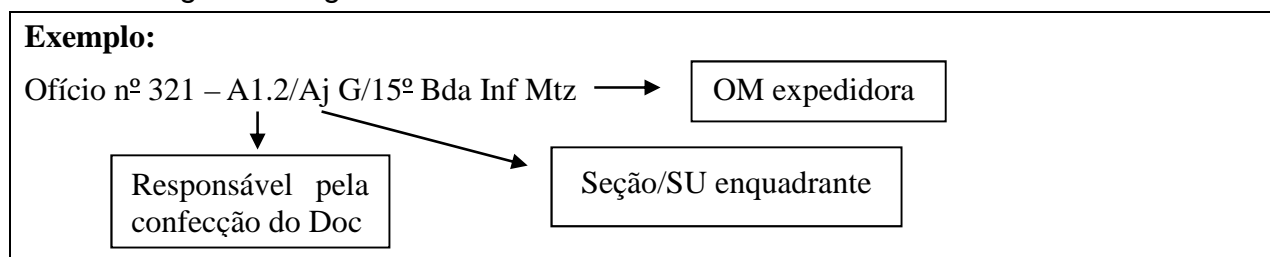 Exemplo:
Ofício nº 321 – A1.2/Aj G/15º Bda Inf Mtz
OM expedidora
Responsável pela
confecção do Doc
Seção/SU enquadrante